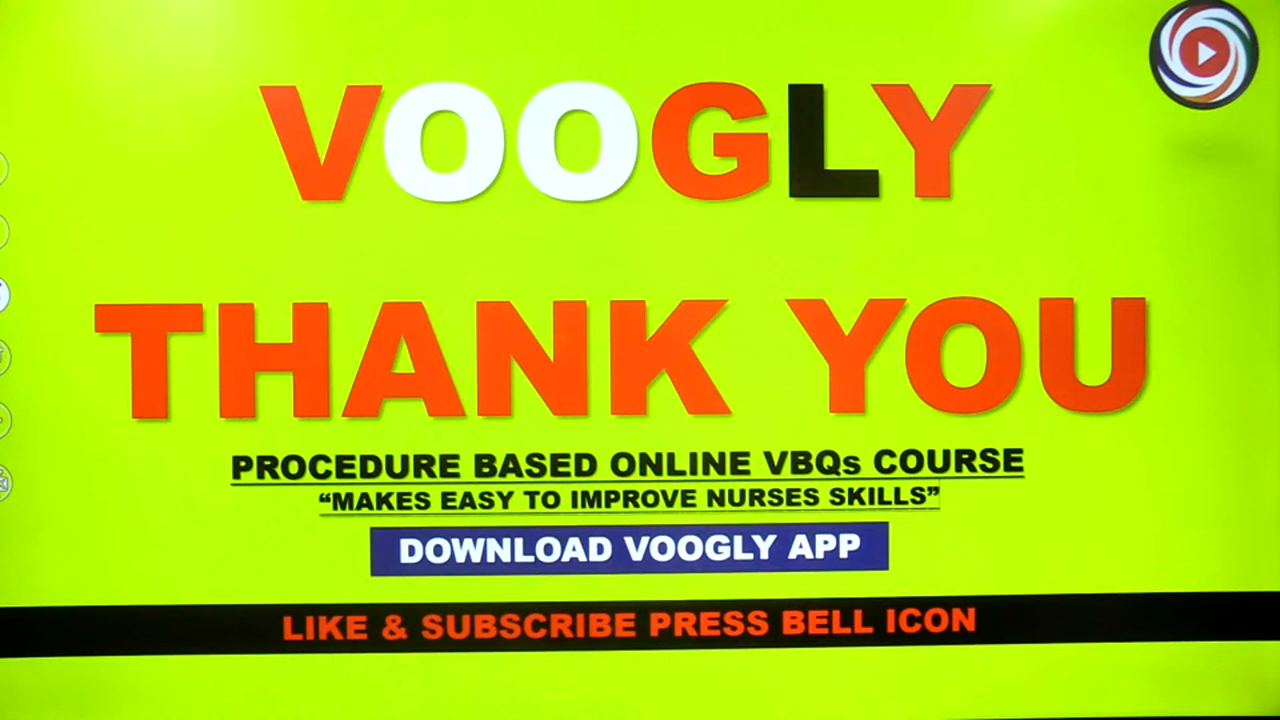 VOOGLY
THANK YOU
PROCEDURE BASED ONLINE VBQs COURSE
“MAKES EASY TO IMPROVE NURSES SKILLS”
DOWNLOAD VOOGLY APP
LIKE & SUBSCRIBE PRESS BELL ICON